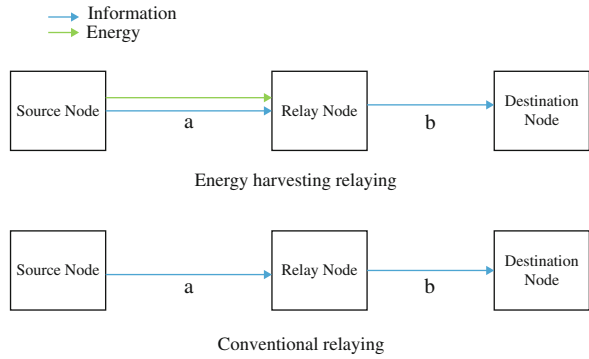 Information
Energy
Source Node
a
Relay Node
b
Destination
Node
Energy harvesting relaying
Source Node
a
Relay Node
b
Destination
Node
Conventional relaying